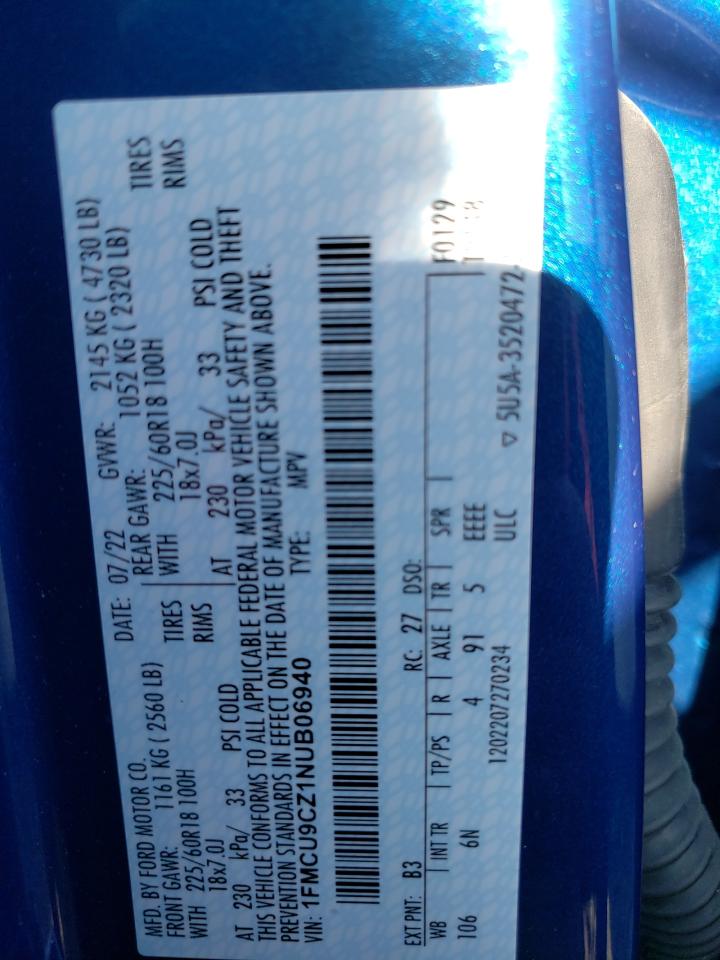 MFD. BY FORD MOTOR CO. DATE: 07/22 GVWR: 2145 KG ( 4730 LB)
FRONT GAWR: 1161 KG ( 2560 LB) REAR GAWR: 1052 KG ( 2320 LB)
WITH 225/60R18 100H TIRES WITH 225/60R18 100H TIRES
18x7.0J RIMS 18x7.0J RIMS
AT 230 kPa/ 33 PSI COLD AT 230 kPa/ 33 PSI COLD
THIS VEHICLE CONFORMS TO ALL APPLICABLE FEDERAL MOTOR VEHICLE SAFETY AND THEFT
PREVENTION STANDARDS IN EFFECT ON THE DATE OF MANUFACTURE SHOWN ABOVE.
VIN: 1FMCU9CZ1NUB06940 TYPE: MPV
EXT PNT: B3 RC: 27 DSO: F0129
WB INT TR TP/PS R AXLE TR SPR
106 6N 4 91 5 EEEE
1202207270234 ULC ▽ 5U5A-3520472-